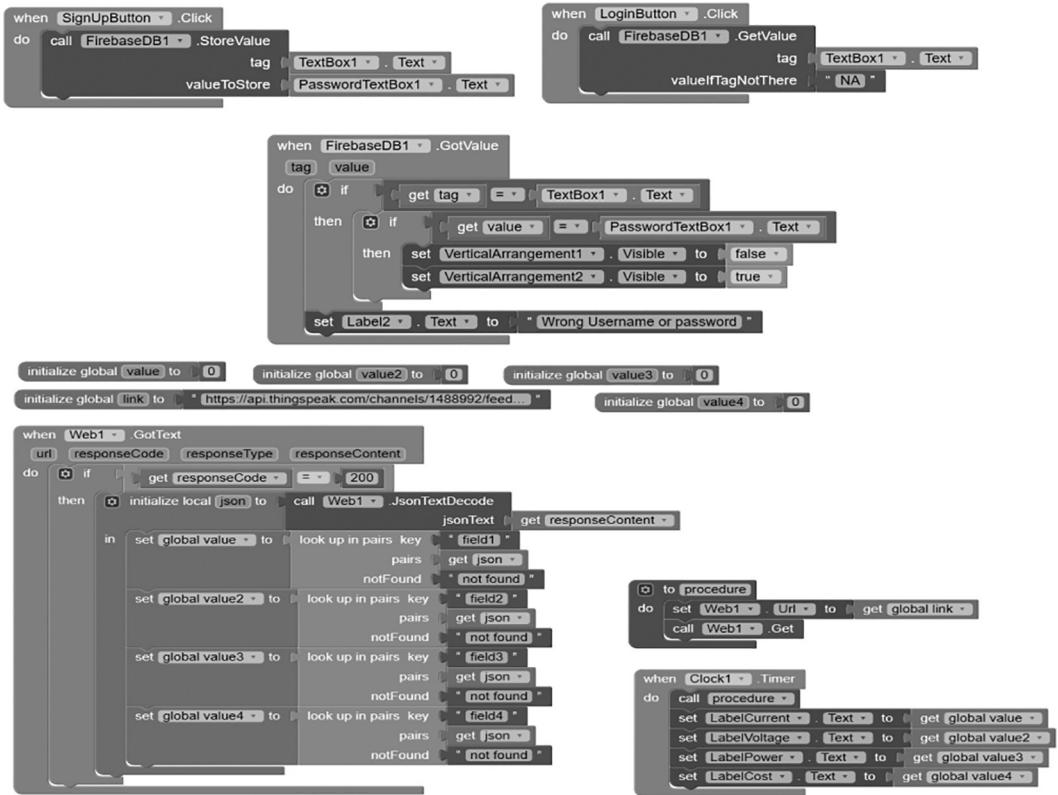 when SignUpButton .Click
do call FirebaseDB1 .StoreValue
tag TextBox1 . Text
valueToStore PasswordTextBox1 . Text
when LoginButton .Click
do call FirebaseDB1 .GetValue
tag TextBox1 . Text
valueIfTagNotThere " NA "
when FirebaseDB1 .GotValue
tag value
do if get tag = TextBox1 . Text
then if get value = PasswordTextBox1 . Text
then set VerticalArrangement1 . Visible to false
set VerticalArrangement2 . Visible to true
set Label2 . Text to " Wrong Username or password "
initialize global value to 0
initialize global value2 to 0
initialize global value3 to 0
initialize global link to " https://api.thingspeak.com/channels/1488992/feed... "
initialize global value4 to 0
when Web1 .GotText
url responseCode responseType responseContent
do if get responseCode = 200
then initialize local json to call Web1 .JsonTextDecode
jsonText get responseContent
in set global value to look up in pairs key " field1 "
pairs get json
notFound " not found "
set global value2 to look up in pairs key " field2 "
pairs get json
notFound " not found "
set global value3 to look up in pairs key " field3 "
pairs get json
notFound " not found "
set global value4 to look up in pairs key " field4 "
pairs get json
notFound " not found "
to procedure
do set Web1 . Url to get global link
call Web1 .Get
when Clock1 .Timer
do call procedure
set LabelCurrent . Text to get global value
set LabelVoltage . Text to get global value2
set LabelPower . Text to get global value3
set LabelCost . Text to get global value4